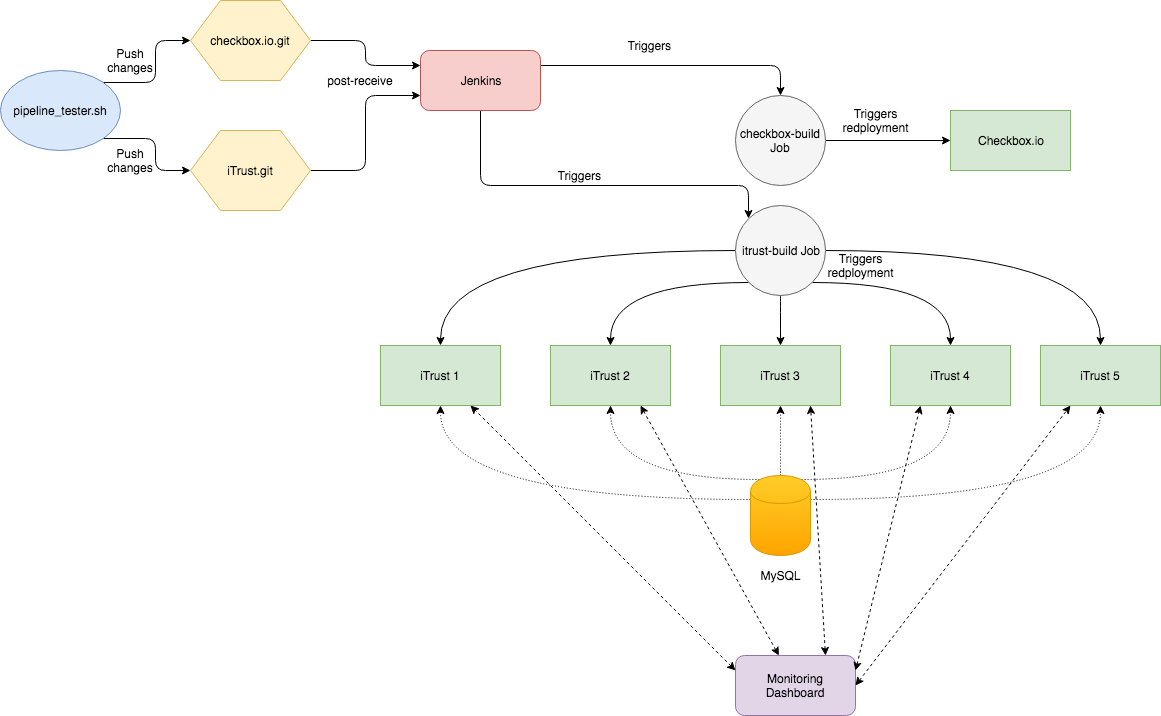 Push
changes
checkbox.io.git
pipeline_tester.sh
Push
changes
iTrust.git
post-receive
Jenkins
Triggers
checkbox-build
Job
Triggers
redployment
Checkbox.io
Triggers
itrust-build Job
Triggers
redployment
iTrust 1
iTrust 2
iTrust 3
iTrust 4
iTrust 5
MySQL
Monitoring
Dashboard